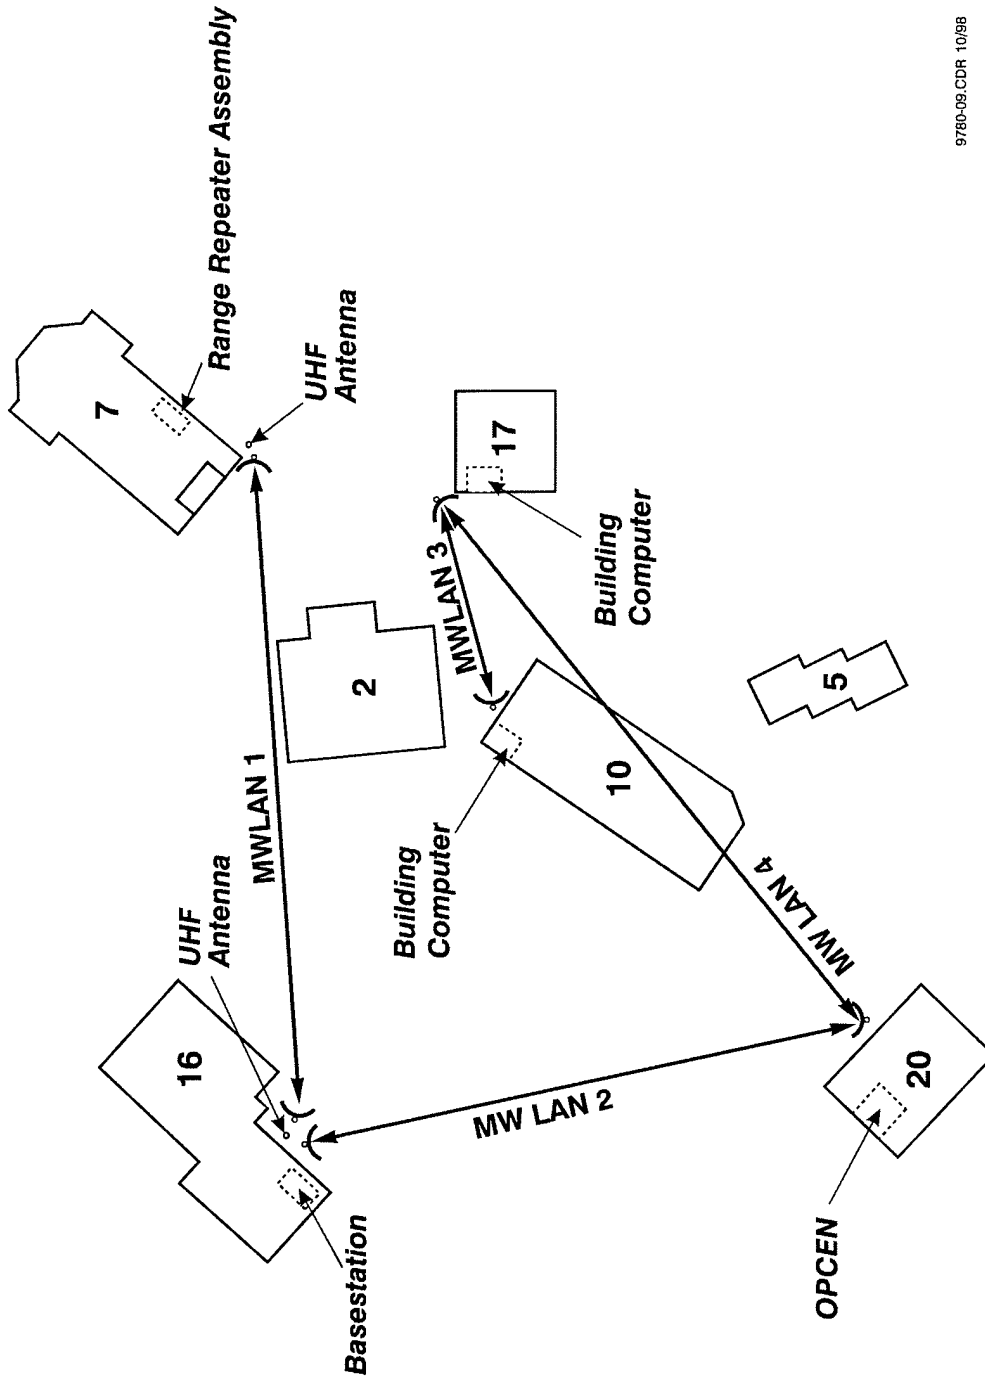 Range Repeater Assembly
7
UHF
Antenna
17
Building
Computer
MWLAN 3
2
5
MWLAN 1
10
Building
Computer
UHF
Antenna
MW LAN 4
16
20
MW LAN 2
Basestation
OPCEN
9780-09.CDR 10/98